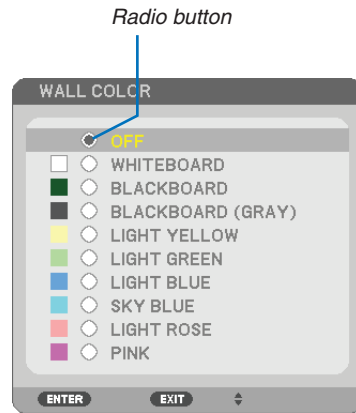 Radio button
WALL COLOR
OFF
WHITEBOARD
BLACKBOARD
BLACKBOARD (GRAY)
LIGHT YELLOW
LIGHT GREEN
LIGHT BLUE
SKY BLUE
LIGHT ROSE
PINK
ENTER EXIT